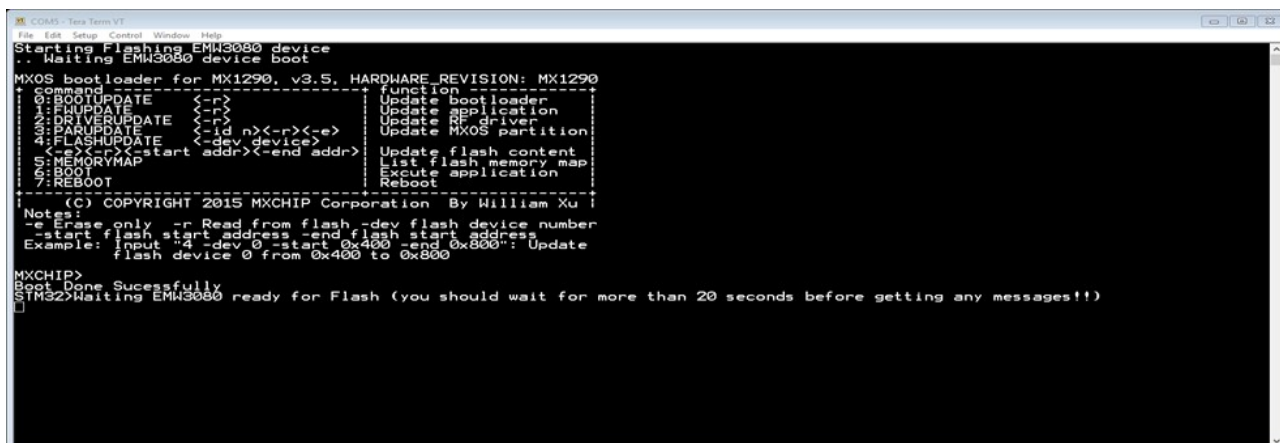 COM5 - Tera Term VT
File Edit Setup Control Window Help
Starting Flashing EMW3080 device
.. Waiting EMW3080 device boot
MXOS bootloader for MX1290, v3.5, HARDWARE_REVISION: MX1290
+ command --------------------------+ function ------------+
| 0:BOOTUPDATE <-r> | Update bootloader |
| 1:FWUPDATE <-r> | Update application |
| 2:DRIVERUPDATE <-r> | Update RF driver |
| 3:PARUPDATE <-id n><-r><-e> | Update MXOS partition|
| 4:FLASHUPDATE <-dev device> | |
| <-e><-r><-start addr><-end addr>| Update flash content |
| 5:MEMORYMAP | List flash memory map|
| 6:BOOT | Excute application |
| 7:REBOOT | Reboot |
+-----------------------------------+----------------------+
| (C) COPYRIGHT 2015 MXCHIP Corporation By William Xu |
Notes:
-e Erase only -r Read from flash -dev flash device number
-start flash start address -end flash start address
Example: Input "4 -dev 0 -start 0x400 -end 0x800": Update
flash device 0 from 0x400 to 0x800
MXCHIP>
Boot Done Sucessfully
STM32>Waiting EMW3080 ready for Flash (you should wait for more than 20 seconds before getting any messages!!)